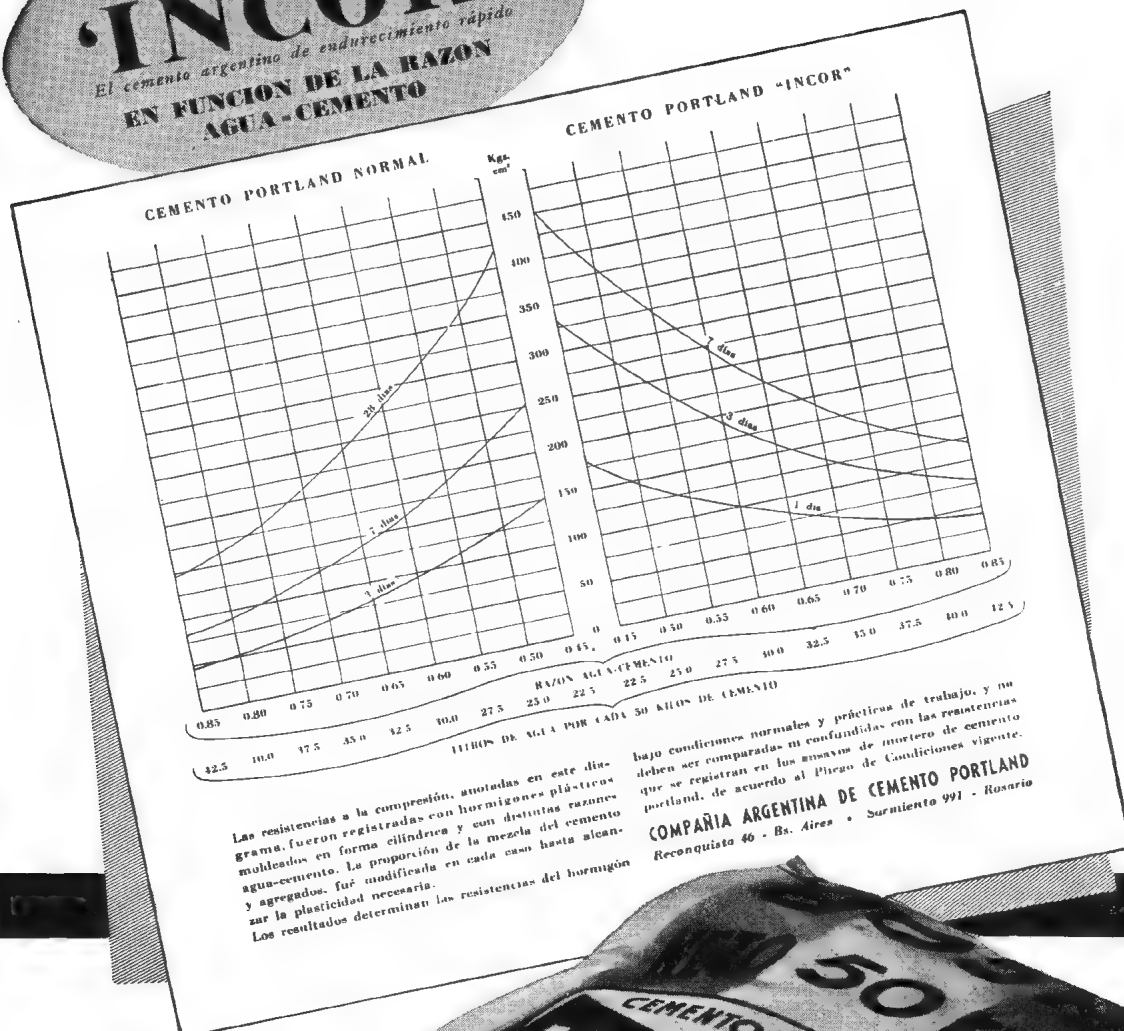 'INCOR
El cemento argentino de endurecimiento rápido
EN FUNCION DE LA RAZON
AGUA-CEMENTO
CEMENTO PORTLAND NORMAL
CEMENTO PORTLAND "INCOR"
Kgs.
cm²
450
400
350
300
250
200
150
100
50
0
28 días
7 días
3 días
7 días
3 días
1 día
0.85 0.80 0.75 0.70 0.65 0.60 0.55 0.50 0.45
0.45 0.50 0.55 0.60 0.65 0.70 0.75 0.80 0.85
RAZON AGUA-CEMENTO
42.5 40.0 37.5 35.0 32.5 30.0 27.5 25.0 22.5
22.5 25.0 27.5 30.0 32.5 35.0 37.5 40.0 42.5
LITROS DE AGUA POR CADA 50 KILOS DE CEMENTO
Las resistencias a la compresión, anotadas en este dia-
grama, fueron registradas con hormigones plásticos
moldeados en forma cilíndrica y con distintas razones
agua-cemento. La proporción de la mezcla del cemento
y agregados, fué modificada en cada caso hasta alcan-
zar la plasticidad necesaria.
Los resultados determinan las resistencias del hormigón
bajo condiciones normales y prácticas de trabajo, y no
deben ser comparadas ni confundidas con las resistencias
que se registran en los ensayos de mortero de cemento
portland, de acuerdo al Pliego de Condiciones vigente.
COMPAÑIA ARGENTINA DE CEMENTO PORTLAND
Reconquista 46 - Bs. Aires • Sarmiento 991 - Rosario
50
CEMENTO